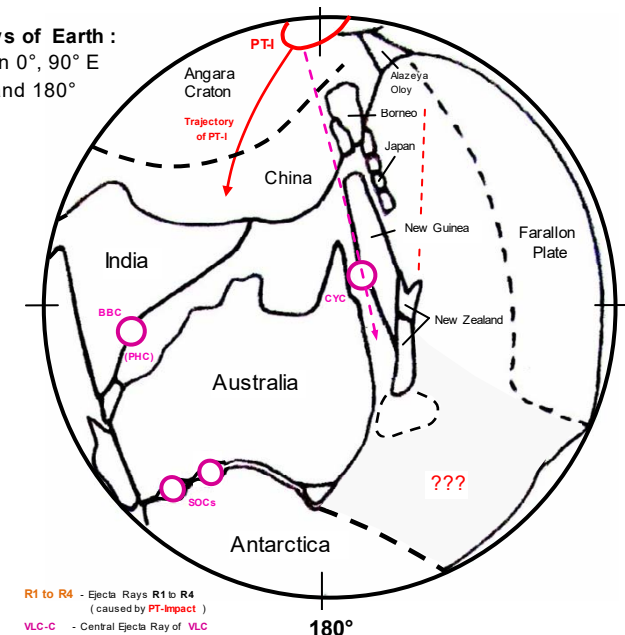 ws of Earth :
n 0°, 90° E
and 180°
PT-I
Angara
Craton
Alazeya
Oloy
Trajectory
of PT-I
Borneo
Japan
China
New Guinea
Farallon
Plate
India
BBC
(PHC)
CYC
New Zealand
Australia
???
SOCs
Antarctica
R1 to R4 - Ejecta Rays R1 to R4
( caused by PT-Impact )
VLC-C - Central Ejecta Ray of VLC
180°